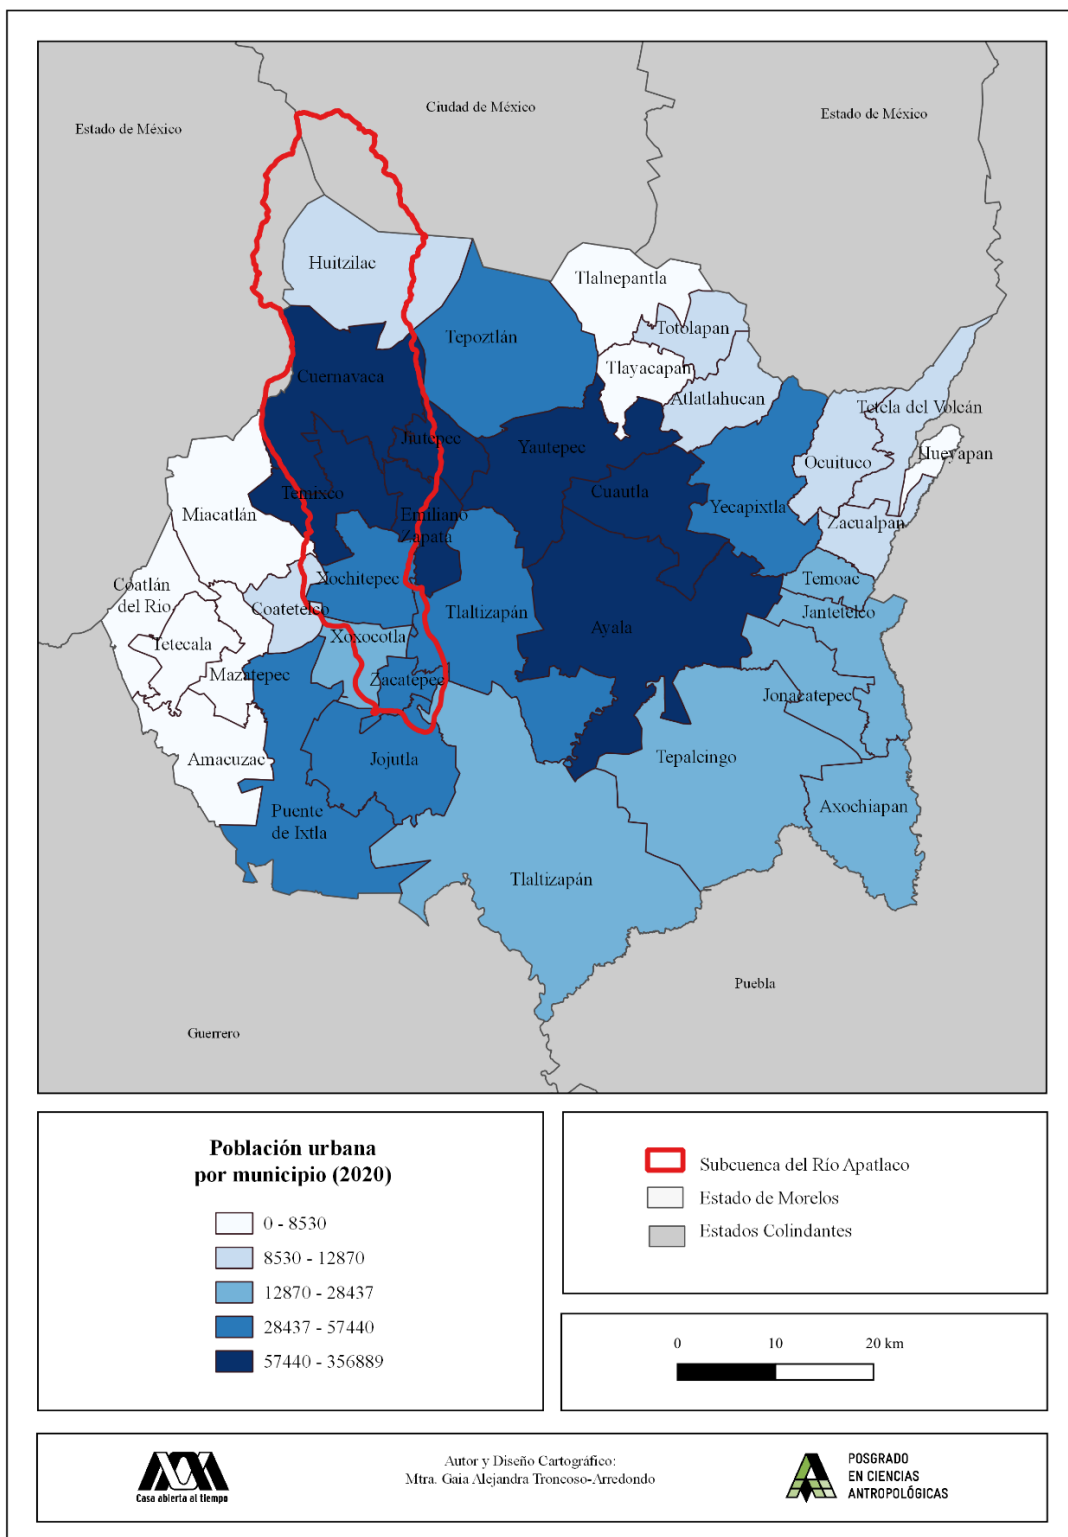 Ciudad de México
Estado de México
Estado de México
Huitzilac
Tlalnepantla
Totolapan
Tepoztlán
Tlayacapan
Cuernavaca
Atlatlahucan
Tetela del Volcán
Jiutepec
Yautepec
Hueyapan
Ocuituco
Temixco
Cuautla
Yecapixtla
Miacatlán
Emiliano
Zapata
Zacualpan
Xochitepec
Temoac
Coatlán
del Rio
Coatetelco
Tlaltizapán
Jantetelco
Ayala
Xoxocotla
Tetecala
Mazatepec
Zacatepec
Jonacatepec
Amacuzac
Jojutla
Tepalcingo
Puente
de Ixtla
Axochiapan
Tlaltizapán
Puebla
Guerrero
Población urbana
por municipio (2020)
0 - 8530
8530 - 12870
12870 - 28437
28437 - 57440
57440 - 356889
Subcuenca del Río Apatlaco
Estado de Morelos
Estados Colindantes
0 10 20 km
Casa abierta al tiempo
Autor y Diseño Cartográfico:
Mtra. Gaia Alejandra Troncoso-Arredondo
POSGRADO
EN CIENCIAS
ANTROPOLÓGICAS